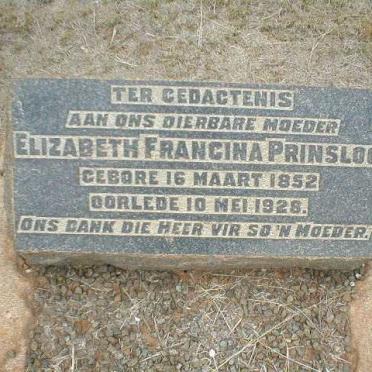 TER GEDACTENIS
AAN ONS DIERBARE MOEDER
ELIZABETH FRANCINA PRINSLOO
GEBORE 16 MAART 1852
OORLEDE 10 MEI 1928.
ONS DANK DIE HEER VIR SO'N MOEDER.